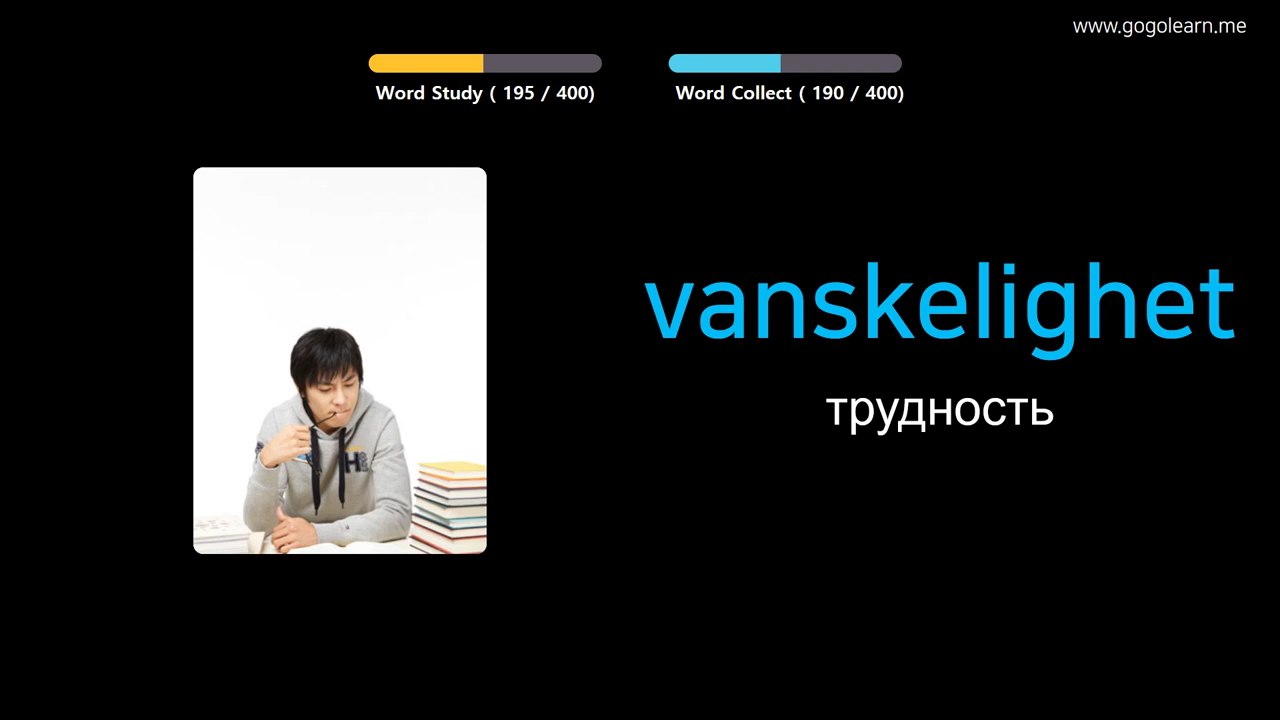 www.gogolearn.me
Word Study ( 195 / 400)
Word Collect ( 190 / 400)
vanskelighet
трудность
H